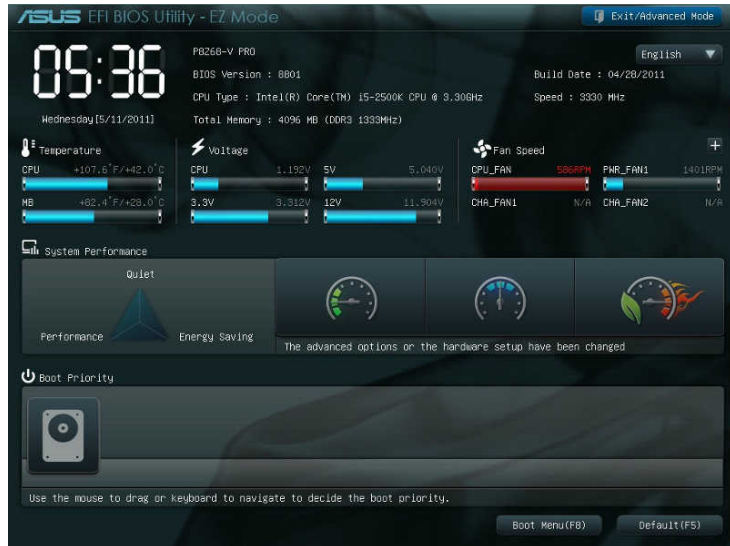 ASUS EFI BIOS Utility - EZ Mode
Exit/Advanced Mode
05:36
Wednesday[5/11/2011]
P8Z68-V PRO
English
BIOS Version : 8801
Build Date : 04/28/2011
CPU Type : Intel(R) Core(TM) i5-2500K CPU @ 3.30GHz
Speed : 3330 MHz
Total Memory : 4096 MB (DDR3 1333MHz)
Temperature
CPU +107.6°F/+42.0°C
MB +82.4°F/+28.0°C
Voltage
CPU 1.192V 5V 5.040V
3.3V 3.312V 12V 11.904V
Fan Speed
CPU_FAN 586RPM PWR_FAN1 1401RPM
CHA_FAN1 N/A CHA_FAN2 N/A
System Performance
Quiet
Performance
Energy Saving
The advanced options or the hardware setup have been changed
Boot Priority
Use the mouse to drag or keyboard to navigate to decide the boot priority.
Boot Menu(F8)
Default(F5)